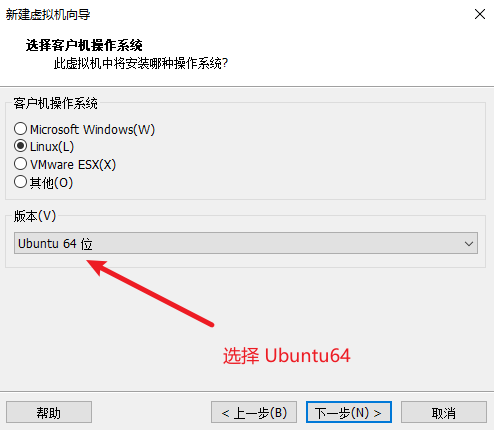 新建虚拟机向导
选择客户机操作系统
此虚拟机中将安装哪种操作系统?
客户机操作系统
Microsoft Windows(W)
Linux(L)
VMware ESX(X)
其他(O)
版本(V)
Ubuntu 64 位
选择 Ubuntu64
帮助
< 上一步(B)
下一步(N) >
取消